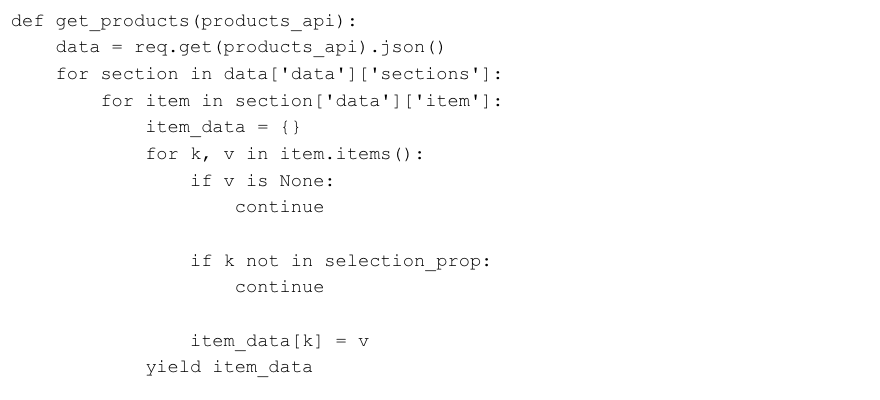 def get_products(products_api):
    data = req.get(products_api).json()
    for section in data['data']['sections']:
        for item in section['data']['item']:
            item_data = {}
            for k, v in item.items():
                if v is None:
                    continue

                if k not in selection_prop:
                    continue

                item_data[k] = v
            yield item_data